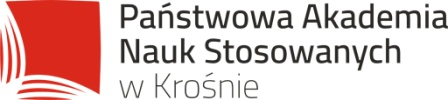 Państwowa Akademia
Nauk Stosowanych
w Krośnie